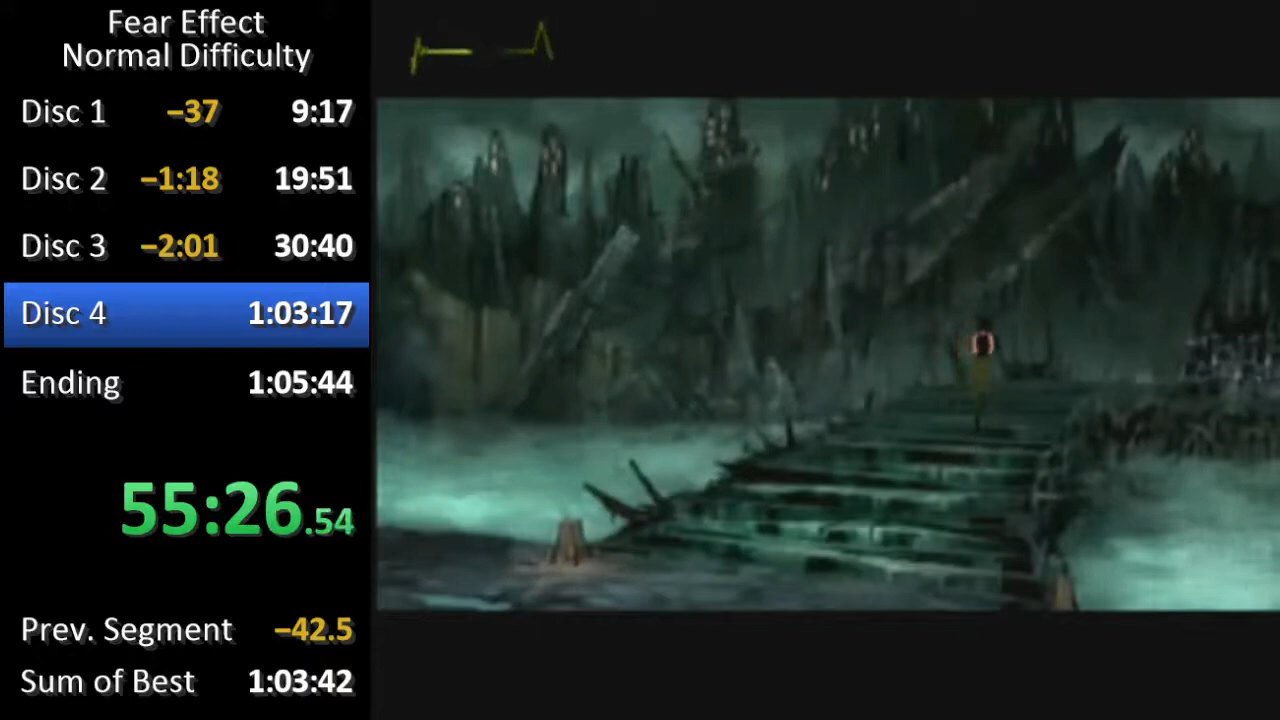 Fear Effect
Normal Difficulty
Disc 1 −37 9:17
Disc 2 −1:18 19:51
Disc 3 −2:01 30:40
Disc 4 1:03:17
Ending 1:05:44
55:26.54
Prev. Segment −42.5
Sum of Best 1:03:42